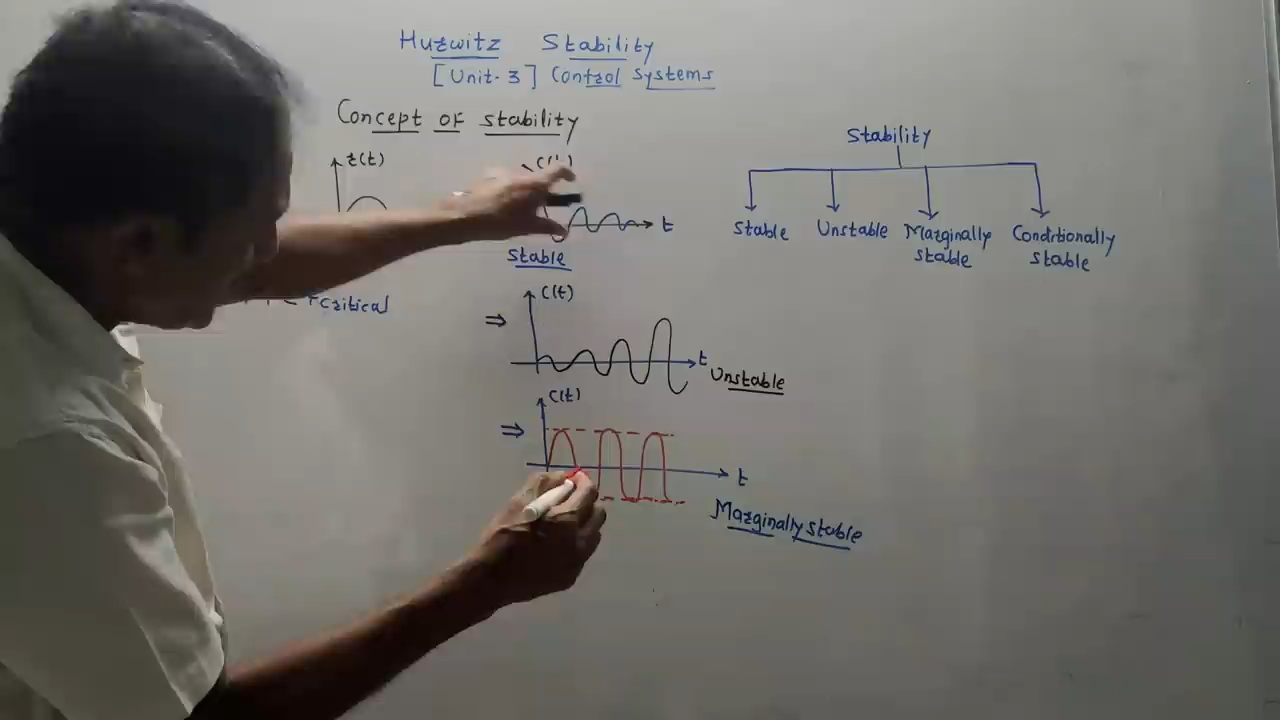 Hurwitz Stability
[Unit-3] Control Systems
Concept of stability
r(t)
C(t)
t
Stable
Critical
C(t)
⇒
t
Unstable
C(t)
⇒
t
Marginally stable
Stability
Stable Unstable Marginally stable Conditionally stable